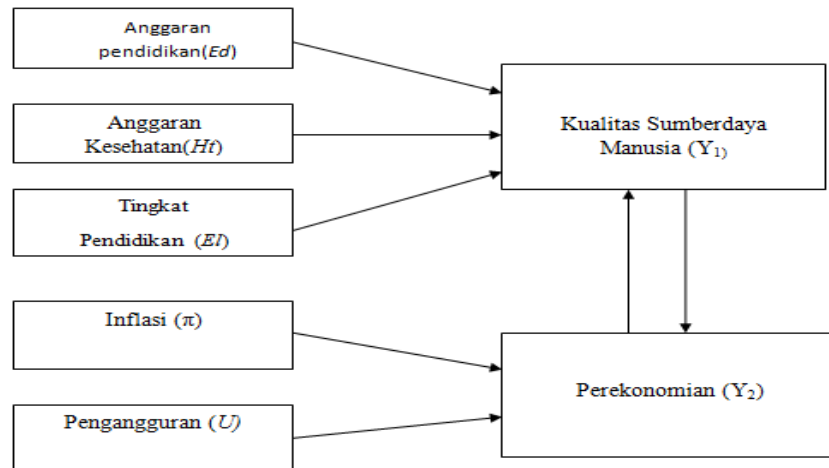 Anggaran
pendidikan(Ed)
Anggaran
Kesehatan(Ht)
Tingkat
Pendidikan (El)
Inflasi (π)
Pengangguran (U)
Kualitas Sumberdaya
Manusia (Y₁)
Perekonomian (Y₂)